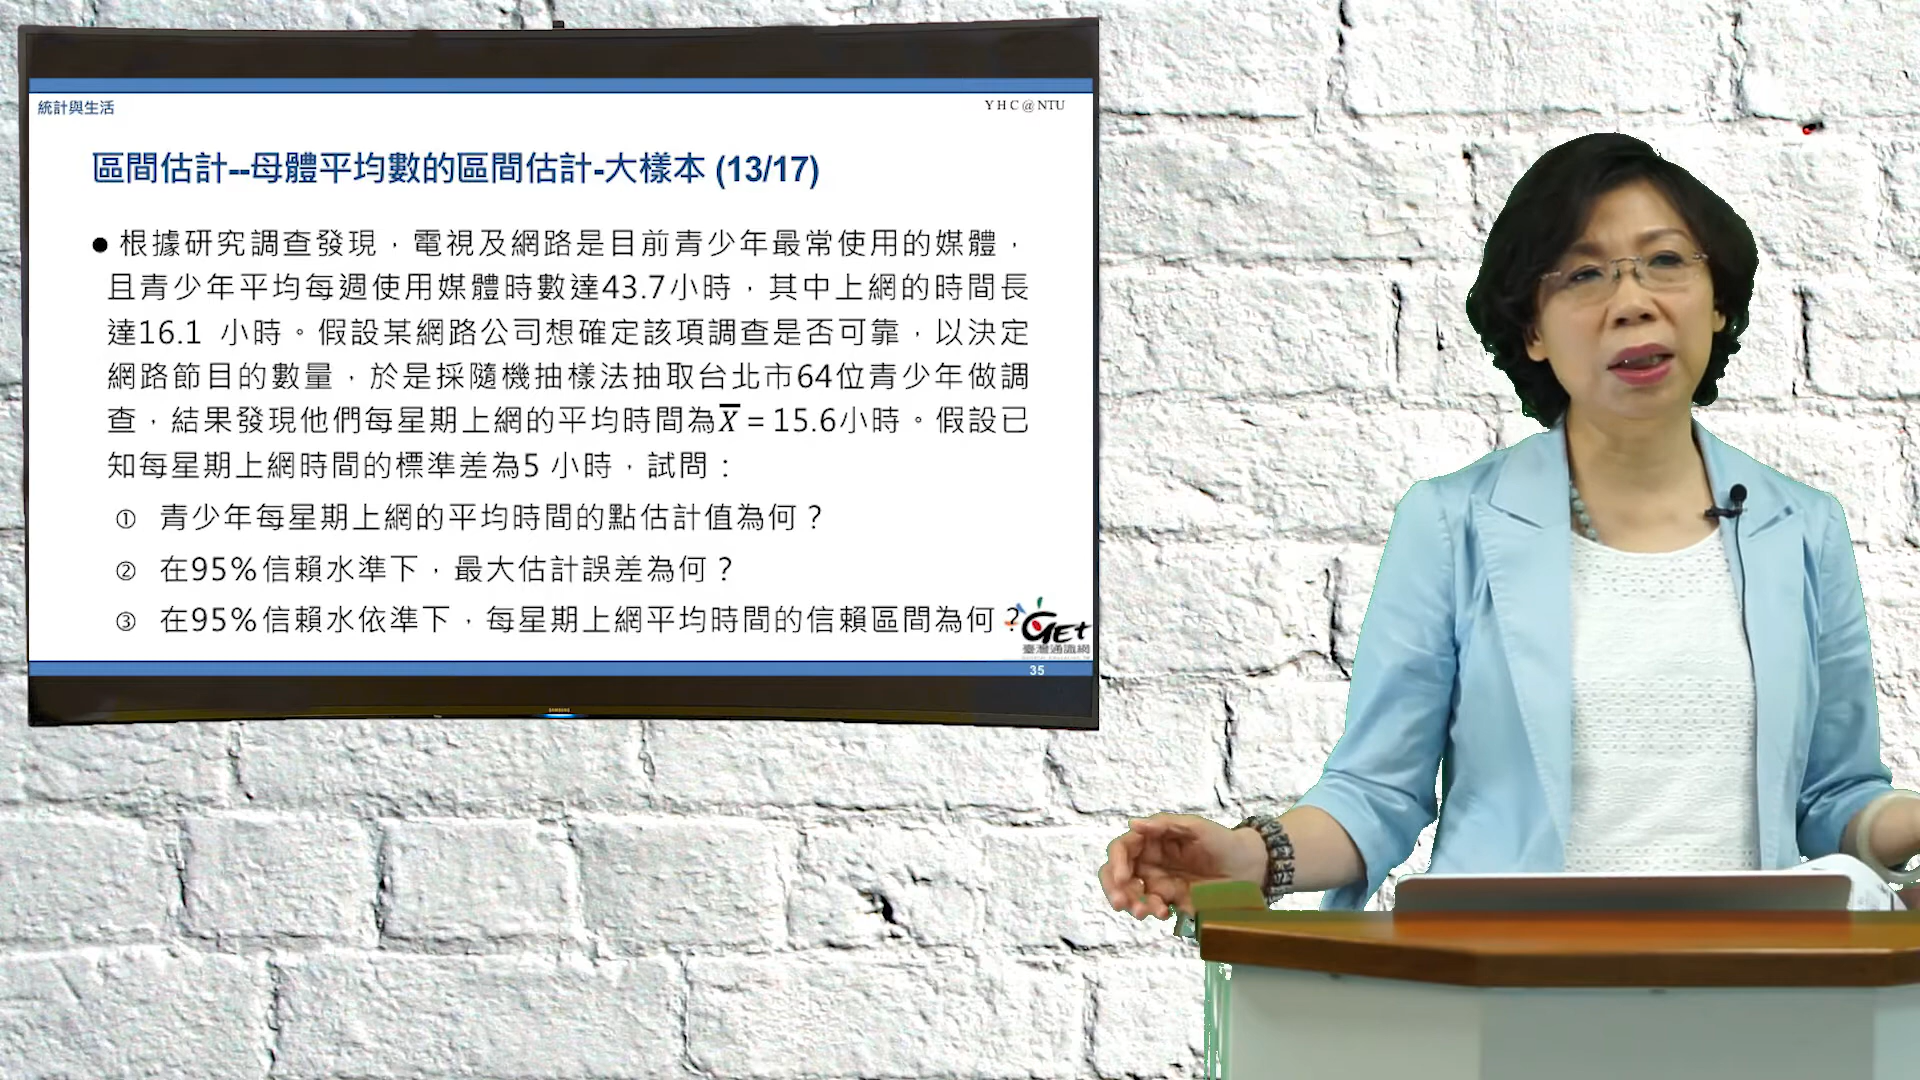 統計與生活
YHC@NTU
區間估計--母體平均數的區間估計-大樣本 (13/17)
●根據研究調查發現，電視及網路是目前青少年最常使用的媒體，
且青少年平均每週使用媒體時數達43.7小時，其中上網的時間長
達16.1 小時。假設某網路公司想確定該項調查是否可靠，以決定
網路節目的數量，於是採隨機抽樣法抽取台北市64位青少年做調
查，結果發現他們每星期上網的平均時間為X̅ = 15.6小時。假設已
知每星期上網時間的標準差為5 小時，試問：
① 青少年每星期上網的平均時間的點估計值為何？
② 在95%信賴水準下，最大估計誤差為何？
③ 在95%信賴水依準下，每星期上網平均時間的信賴區間為何？
GET
臺灣通識網
35
SAMSUNG